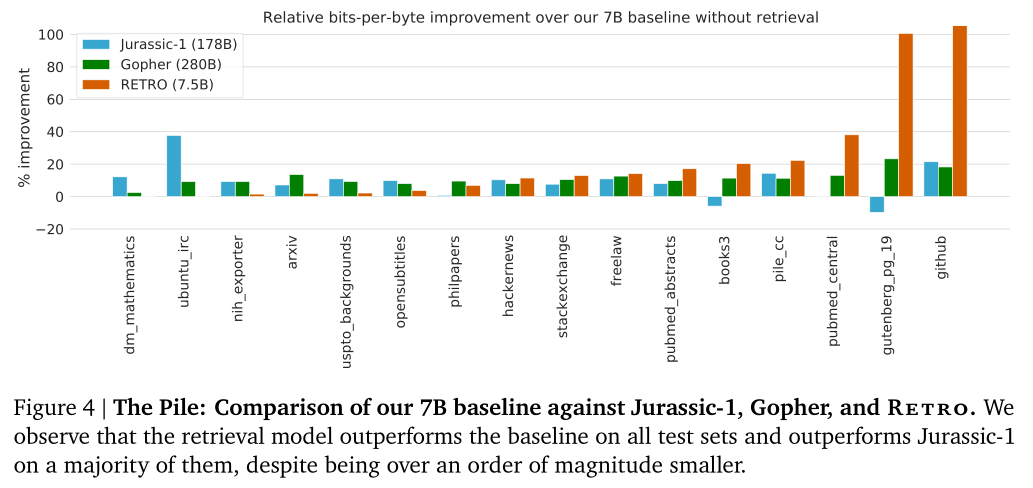 Relative bits-per-byte improvement over our 7B baseline without retrieval
% improvement
100
80
60
40
20
0
−20
Jurassic-1 (178B)
Gopher (280B)
RETRO (7.5B)
dm_mathematics
ubuntu_irc
nih_exporter
arxiv
uspto_backgrounds
opensubtitles
philpapers
hackernews
stackexchange
freelaw
pubmed_abstracts
books3
pile_cc
pubmed_central
gutenberg_pg_19
github
Figure 4 | The Pile: Comparison of our 7B baseline against Jurassic-1, Gopher, and RETRO. We
observe that the retrieval model outperforms the baseline on all test sets and outperforms Jurassic-1
on a majority of them, despite being over an order of magnitude smaller.